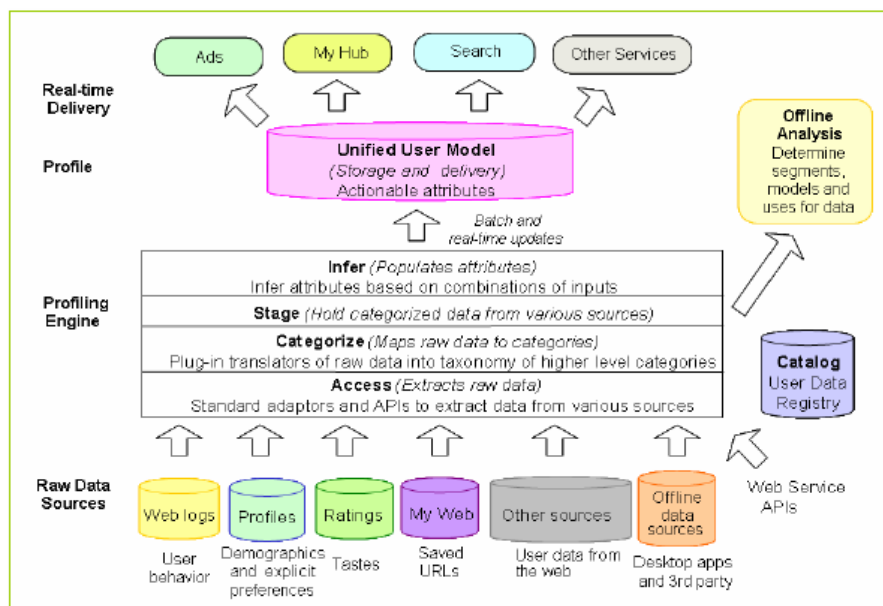 Ads
My Hub
Search
Other Services
Real-time
Delivery
Profile
Unified User Model
(Storage and delivery)
Actionable attributes
Offline
Analysis
Determine
segments,
models and
uses for data
Batch and
real-time updates
Profiling
Engine
Infer (Populates attributes)
Infer attributes based on combinations of inputs
Stage (Hold categorized data from various sources)
Categorize (Maps raw data to categories)
Plug-in translators of raw data into taxonomy of higher level categories
Access (Extracts raw data)
Standard adaptors and APIs to extract data from various sources
Catalog
User Data
Registry
Raw Data
Sources
Web logs
Profiles
Ratings
My Web
Other sources
Offline
data
sources
Web Service
APIs
User
behavior
Demographics
and explicit
preferences
Tastes
Saved
URLs
User data from
the web
Desktop apps
and 3rd party